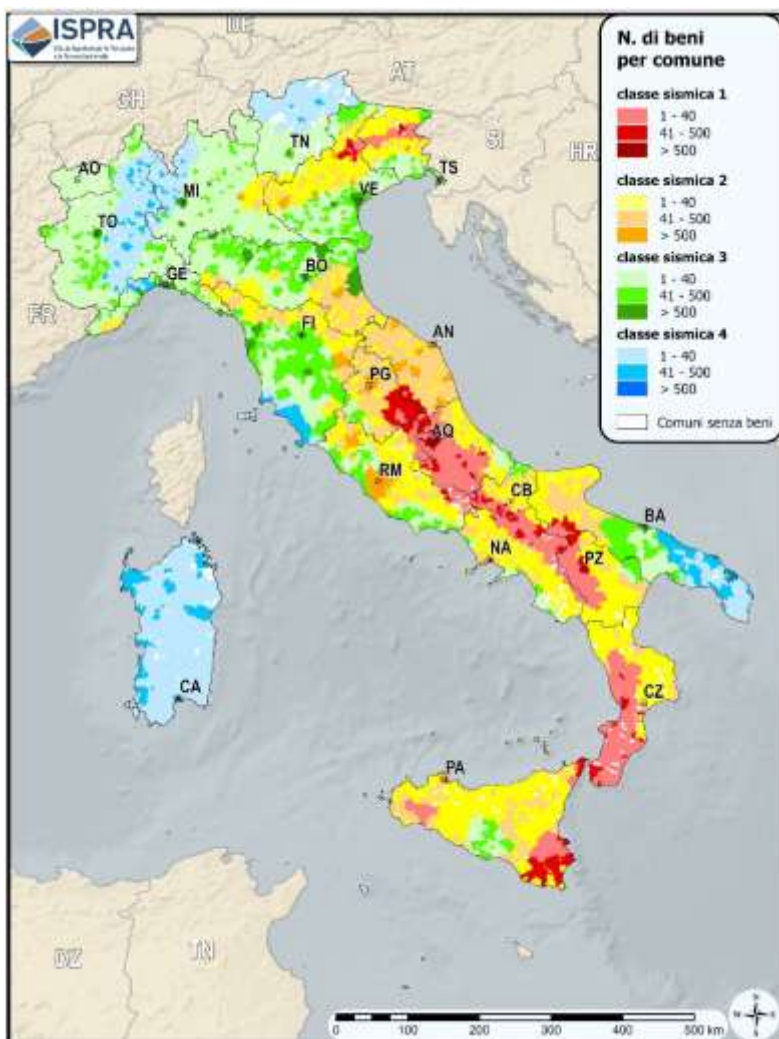 ISPRA
N. di beni
per comune
classe sismica 1
1 - 40
41 - 500
> 500
classe sismica 2
1 - 40
41 - 500
> 500
classe sismica 3
1 - 40
41 - 500
> 500
classe sismica 4
1 - 40
41 - 500
> 500
Comuni senza beni
DE
AT
CH
SI
HR
FR
TN
AO
MI
TS
VE
TO
GE
BO
FI
AN
PG
AQ
RM
CB
BA
NA
PZ
CA
CZ
PA
DZ
TN
0 50 100 200 300 400 500 km